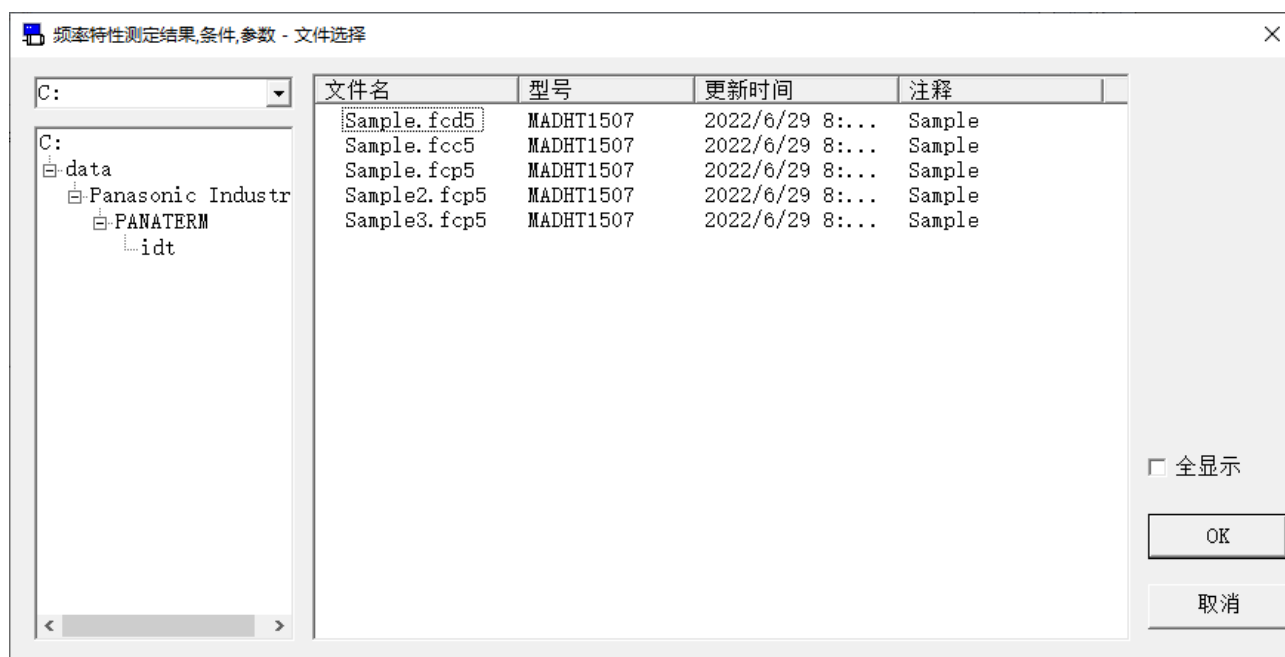 频率特性测定结果,条件,参数 - 文件选择
C:
文件名 型号 更新时间 注释
Sample.fcd5 MADHT1507 2022/6/29 8:... Sample
Sample.fcc5 MADHT1507 2022/6/29 8:... Sample
Sample.fcp5 MADHT1507 2022/6/29 8:... Sample
Sample2.fcp5 MADHT1507 2022/6/29 8:... Sample
Sample3.fcp5 MADHT1507 2022/6/29 8:... Sample
C:
data
Panasonic Industr
PANATERM
idt
全显示
OK
取消